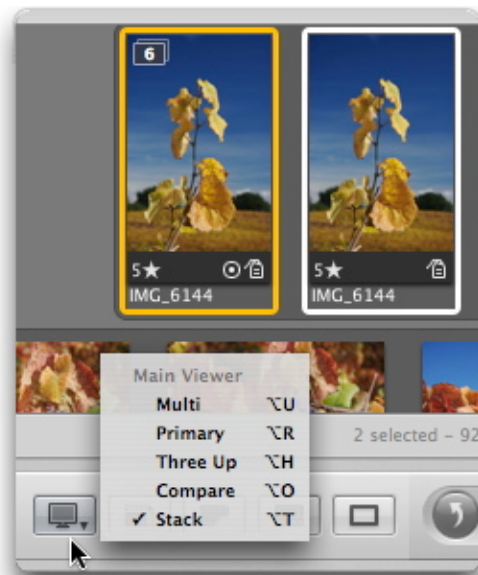 6
5★
5★
IMG_6144
IMG_6144
Main Viewer
Multi ⌥U
Primary ⌥R
Three Up ⌥H
Compare ⌥O
✓ Stack ⌥T
2 selected – 92